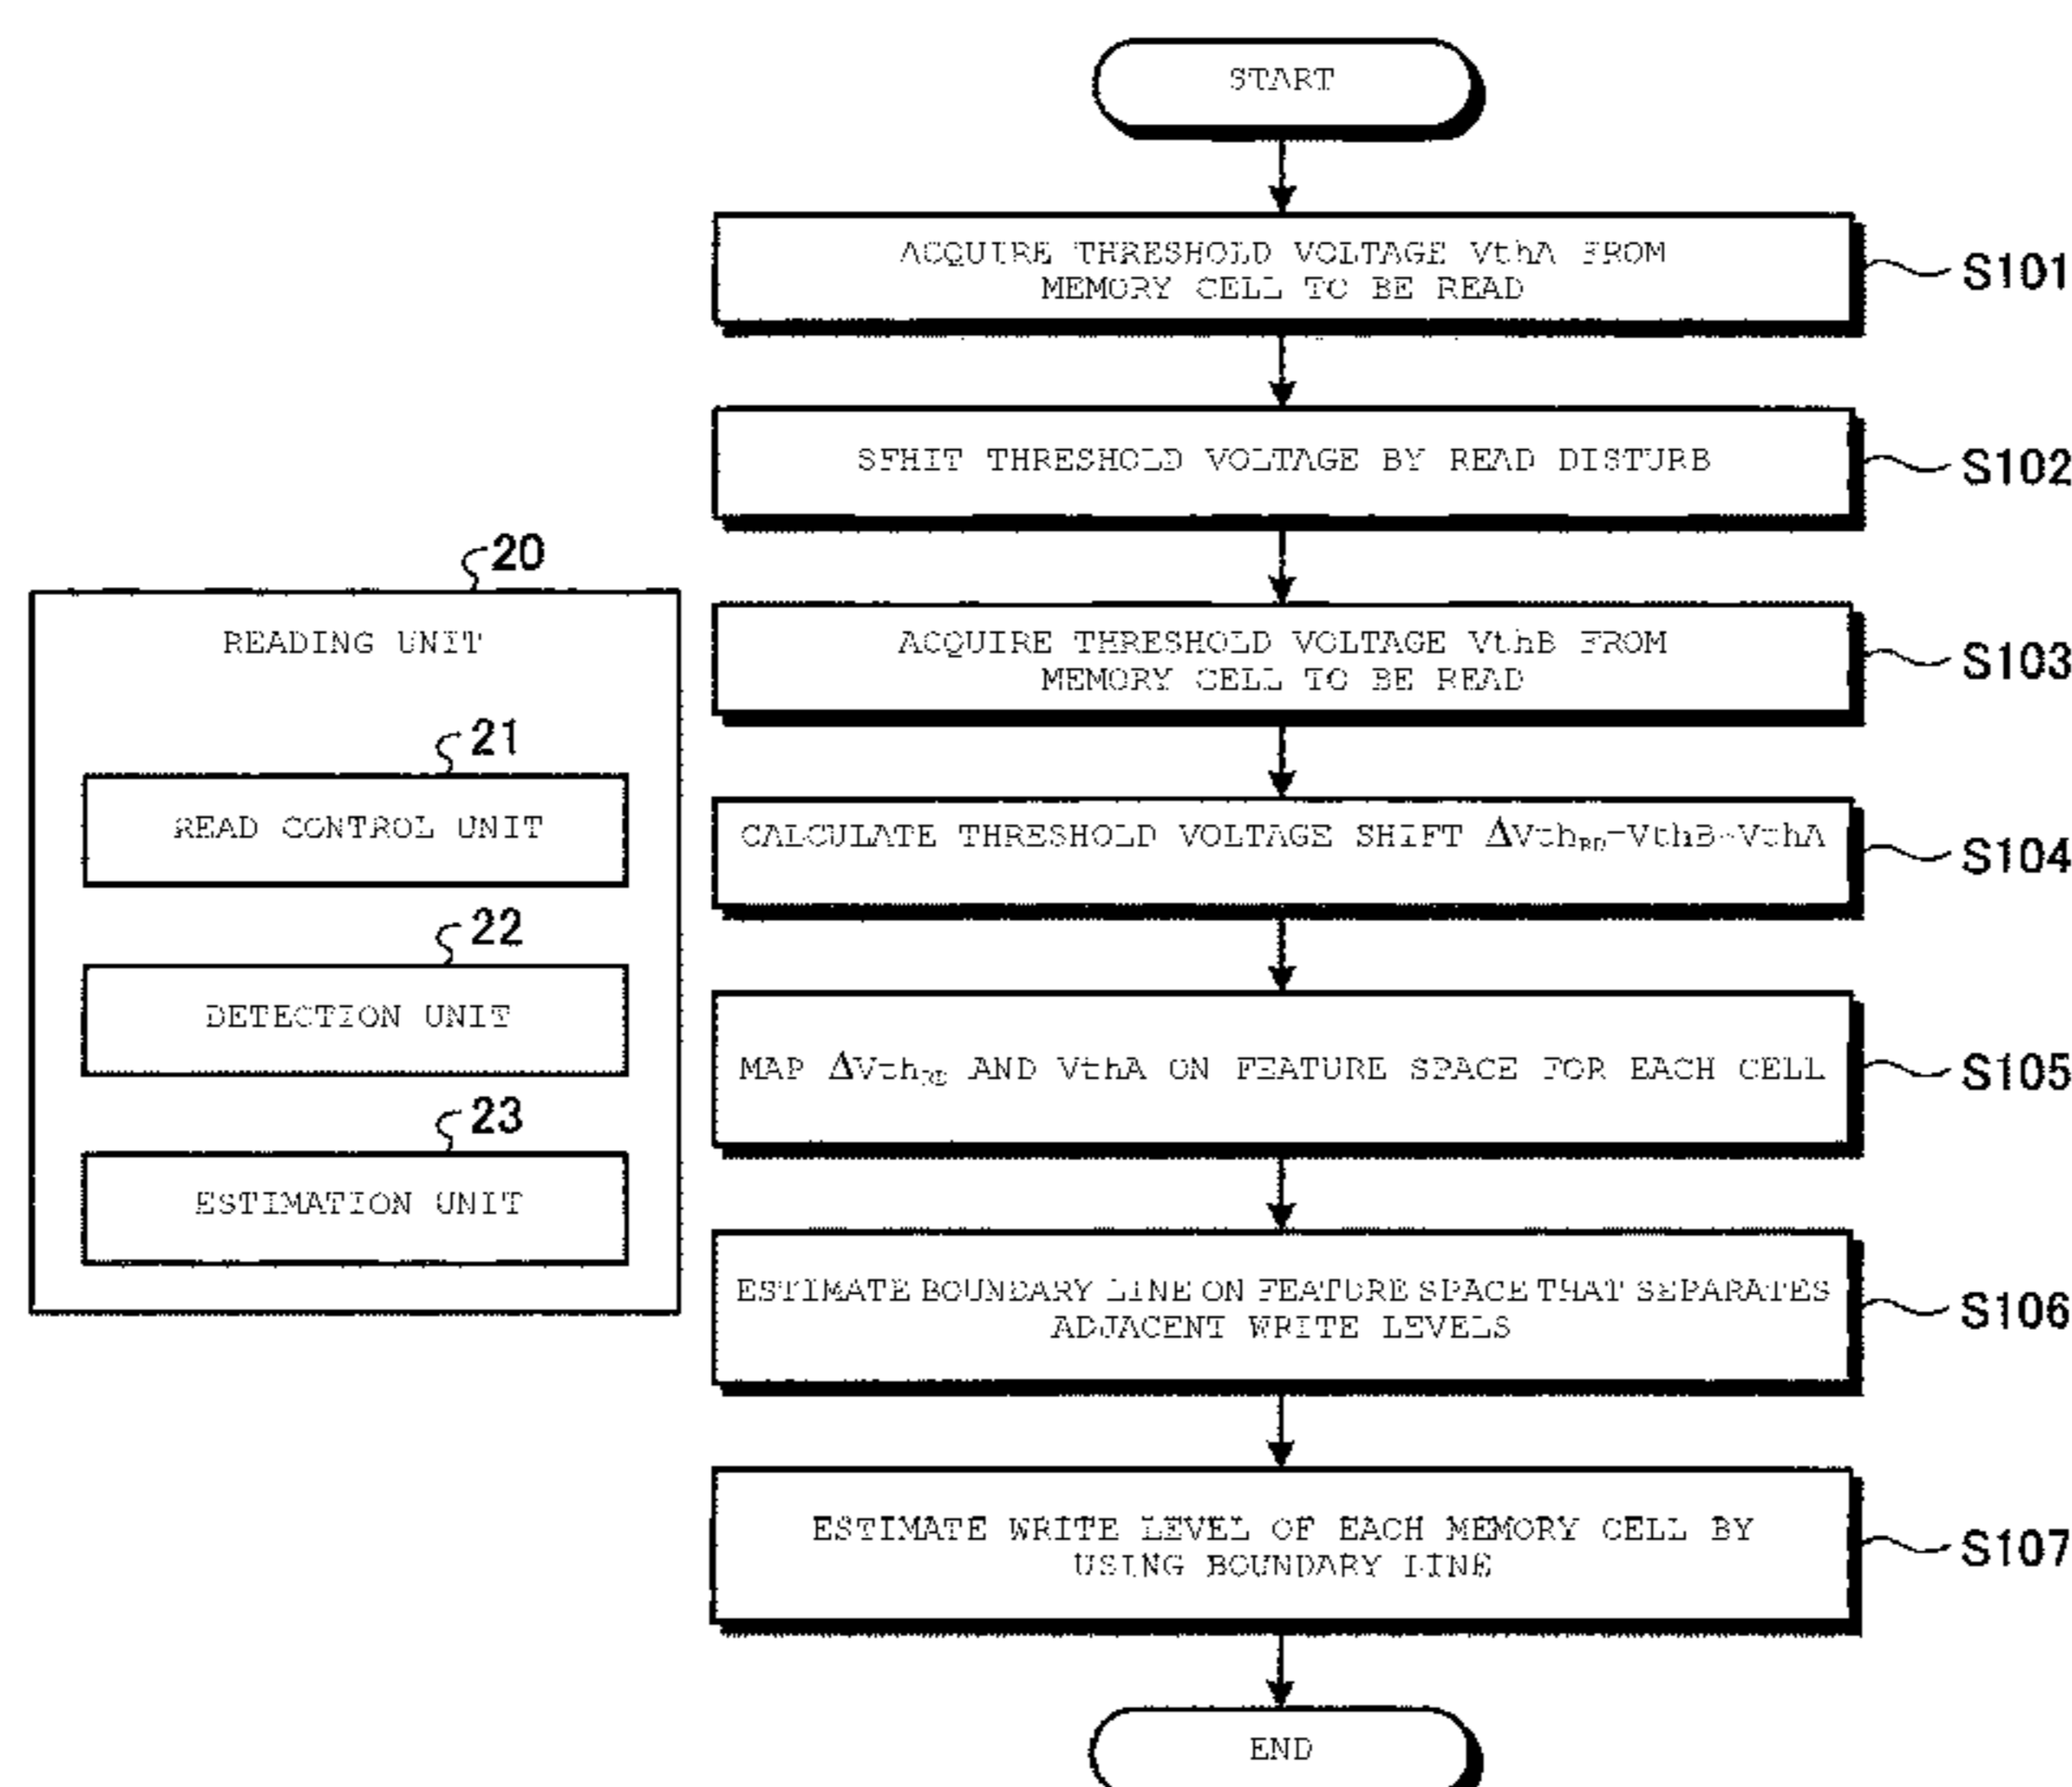 START
ACQUIRE THRESHOLD VOLTAGE VthA FROM
MEMORY CELL TO BE READ
S101
SFHIT THRESHOLD VOLTAGE BY READ DISTURB
S102
ACQUIRE THRESHOLD VOLTAGE VthB FROM
MEMORY CELL TO BE READ
S103
CALCULATE THRESHOLD VOLTAGE SHIFT ΔVthRD=VthB-VthA
S104
MAP ΔVthRD AND VthA ON FEATURE SPACE FOR EACH CELL
S105
ESTIMATE BOUNDARY LINE ON FEATURE SPACE THAT SEPARATES
ADJACENT WRITE LEVELS
S106
ESTIMATE WRITE LEVEL OF EACH MEMORY CELL BY
USING BOUNDARY LINE
S107
END
20
READING UNIT
21
READ CONTROL UNIT
22
DETECTION UNIT
23
ESTIMATION UNIT